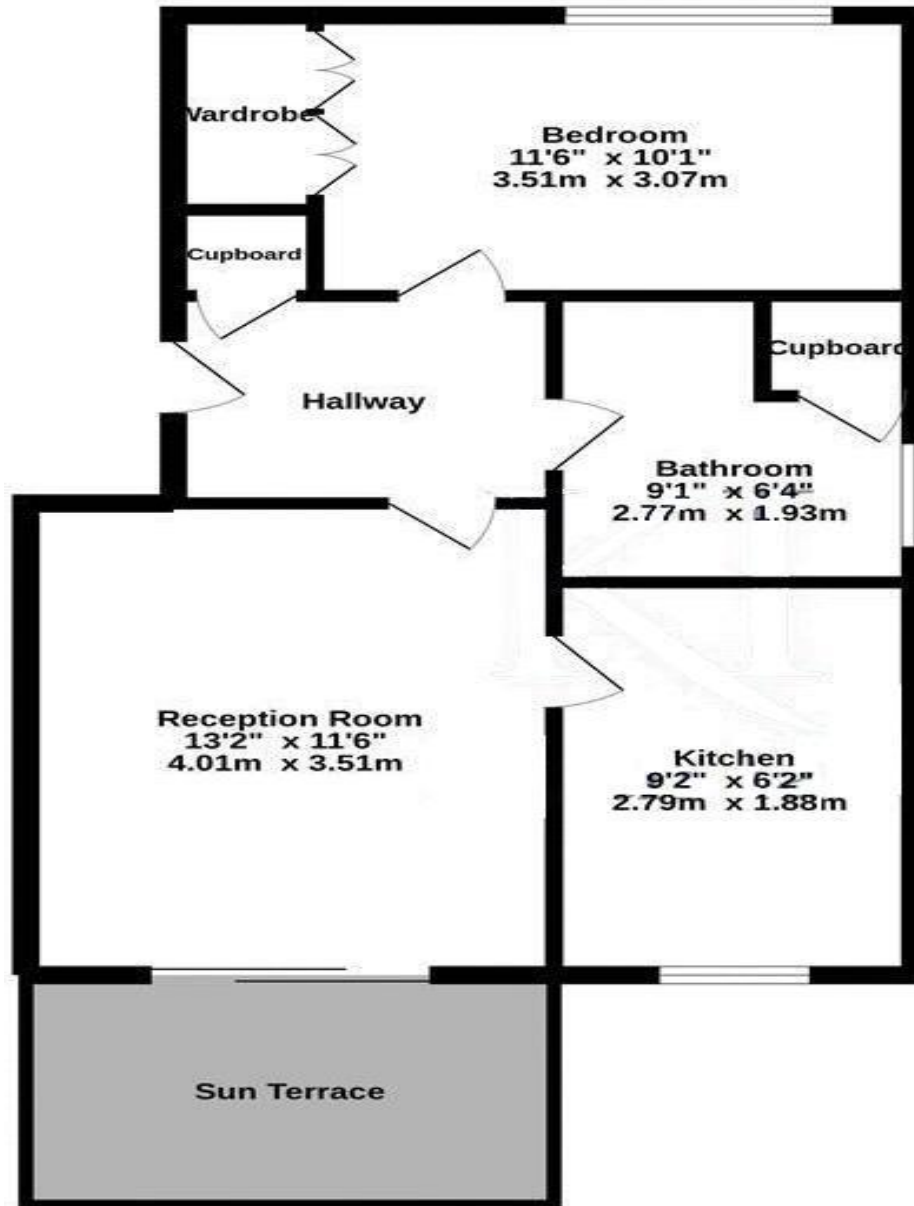 Wardrobe
Bedroom
11'6" x 10'1"
3.51m x 3.07m
Cupboard
Cupboard
Hallway
Bathroom
9'1" x 6'4"
2.77m x 1.93m
Reception Room
13'2" x 11'6"
4.01m x 3.51m
Kitchen
9'2" x 6'2"
2.79m x 1.88m
Sun Terrace